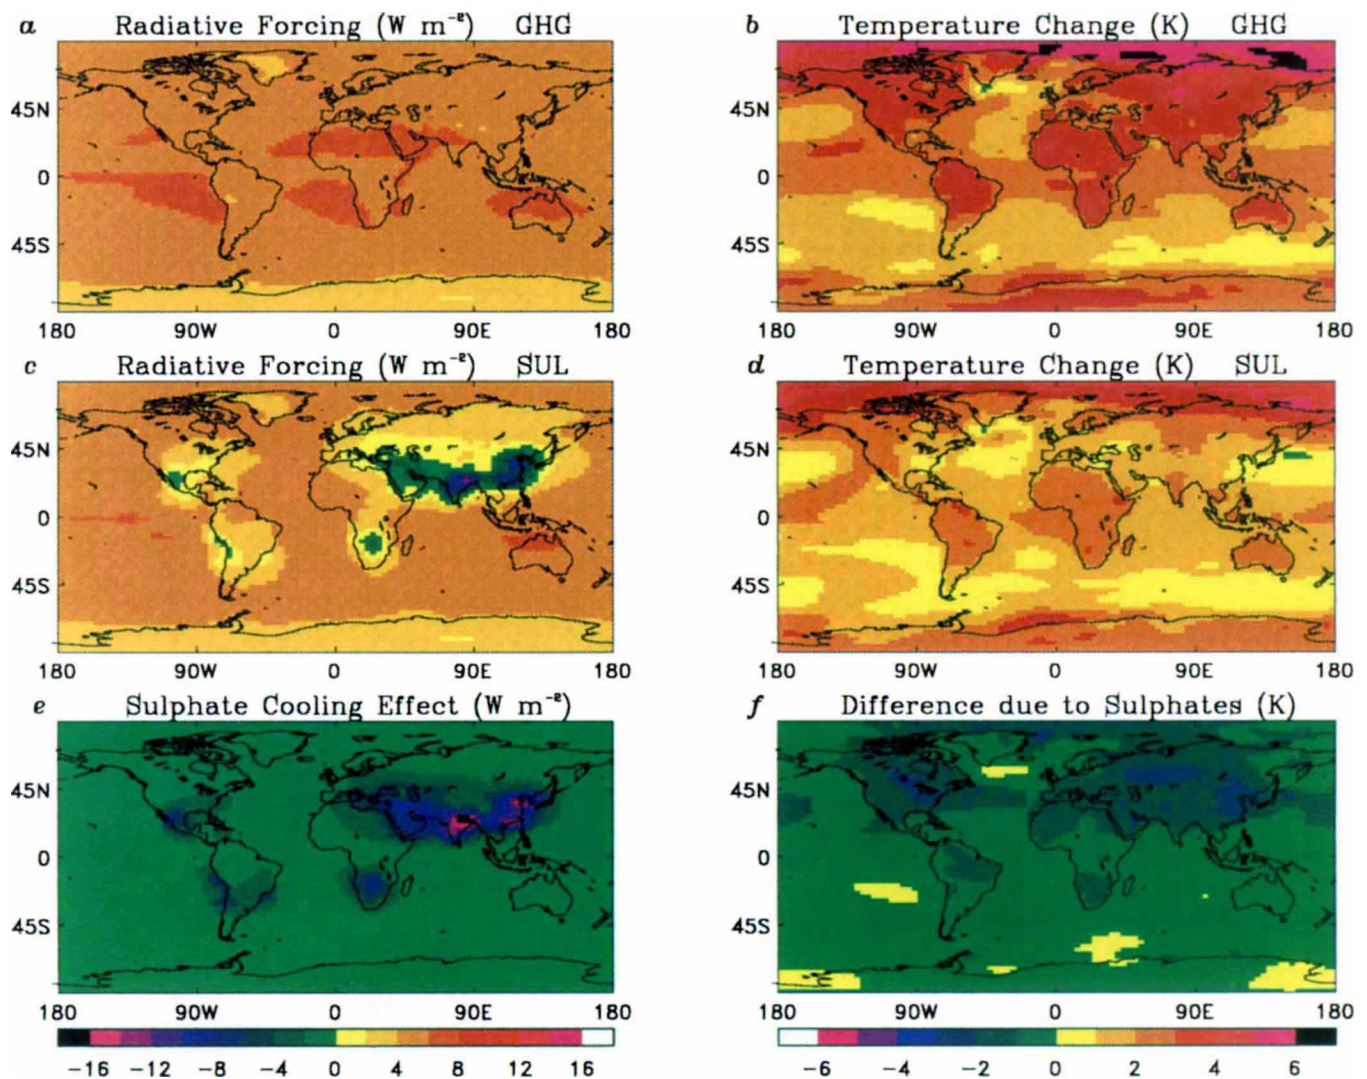 a Radiative Forcing (W m⁻²) GHG
b Temperature Change (K) GHG
45N
0
45S
180 90W 0 90E 180
45N
0
45S
180 90W 0 90E 180
c Radiative Forcing (W m⁻²) SUL
d Temperature Change (K) SUL
45N
0
45S
180 90W 0 90E 180
45N
0
45S
180 90W 0 90E 180
e Sulphate Cooling Effect (W m⁻²)
f Difference due to Sulphates (K)
45N
0
45S
180 90W 0 90E 180
45N
0
45S
180 90W 0 90E 180
-16 -12 -8 -4 0 4 8 12 16
-6 -4 -2 0 2 4 6